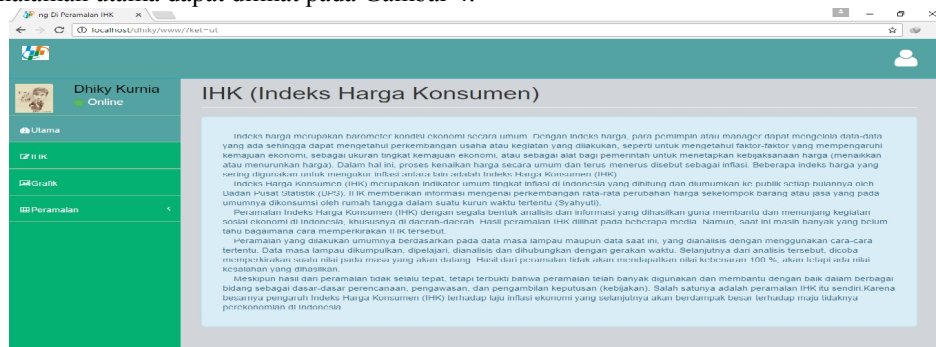 halaman utama dapat dilihat pada Gambar 4.
ng Di Peramalan IHK
localhost/dhiky/www/?ket=ut
Dhiky Kurnia
Online
IHK (Indeks Harga Konsumen)
Utama
IHK
Grafik
Peramalan
Indeks harga merupakan barometer kondisi ekonomi secara umum. Dengan indeks harga, para pemimpin atau manager dapat mengelola data-data
yang ada sehingga dapat mengetahui perkembangan usaha atau kegiatan yang dilakukan, seperti untuk mengetahui faktor-faktor yang mempengaruhi
kemajuan ekonomi, sebagai ukuran tingkat kemajuan ekonomi, atau sebagai alat bagi pemerintah untuk menetapkan kebijaksanaan harga (menaikkan
atau menurunkan harga). Dalam hal ini, proses kenaikan harga secara umum dan terus menerus disebut sebagai inflasi. Beberapa indeks harga yang
sering digunakan untuk mengukur inflasi antara lain adalah Indeks Harga Konsumen (IHK)
Indeks Harga Konsumen (IHK) merupakan indikator umum tingkat inflasi di Indonesia yang dihitung dan diumumkan ke publik setiap bulannya oleh
Badan Pusat Statistik (BPS). IHK memberikan informasi mengenai perkembangan rata-rata perubahan harga sekelompok barang atau jasa yang pada
umumnya dikonsumsi oleh rumah tangga dalam suatu kurun waktu tertentu (Syahyuti).
Peramalan Indeks Harga Konsumen (IHK) dengan segala bentuk analisis dan informasi yang dihasilkan guna membantu dan menunjang kegiatan
sosial ekonomi di Indonesia, khususnya di daerah-daerah. Hasil peramalan IHK dilihat pada beberapa media. Namun, saat ini masih banyak yang belum
tahu bagaimana cara memperkirakan IHK tersebut.
Peramalan yang dilakukan umumnya berdasarkan pada data masa lampau maupun data saat ini, yang dianalisis dengan menggunakan cara-cara
tertentu. Data masa lampau dikumpulkan, dipelajari, dianalisis dan dihubungkan dengan gerakan waktu. Selanjutnya dari analisis tersebut, dicoba
memperkirakan suatu nilai pada masa yang akan datang. Hasil dari peramalan tidak akan mendapatkan nilai kebenaran 100 %, akan tetapi ada nilai
kesalahan yang dihasilkan.
Meskipun hasil dari peramalan tidak selalu tepat, tetapi terbukti bahwa peramalan telah banyak digunakan dan membantu dengan baik dalam berbagai
bidang sebagai dasar-dasar perencanaan, pengawasan, dan pengambilan keputusan (kebijakan). Salah satunya adalah peramalan IHK itu sendiri.Karena
besarnya pengaruh Indeks Harga Konsumen (IHK) terhadap laju inflasi ekonomi yang selanjutnya akan berdampak besar terhadap maju tidaknya
perekonomian di Indonesia